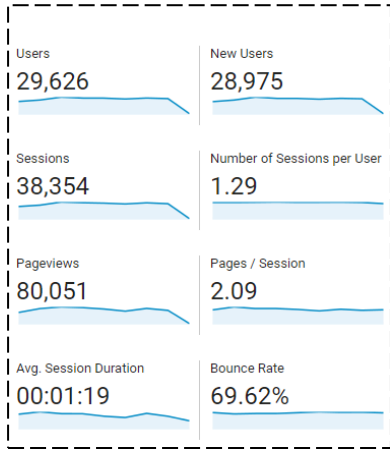 Users
29,626
New Users
28,975
Sessions
38,354
Number of Sessions per User
1.29
Pageviews
80,051
Pages / Session
2.09
Avg. Session Duration
00:01:19
Bounce Rate
69.62%